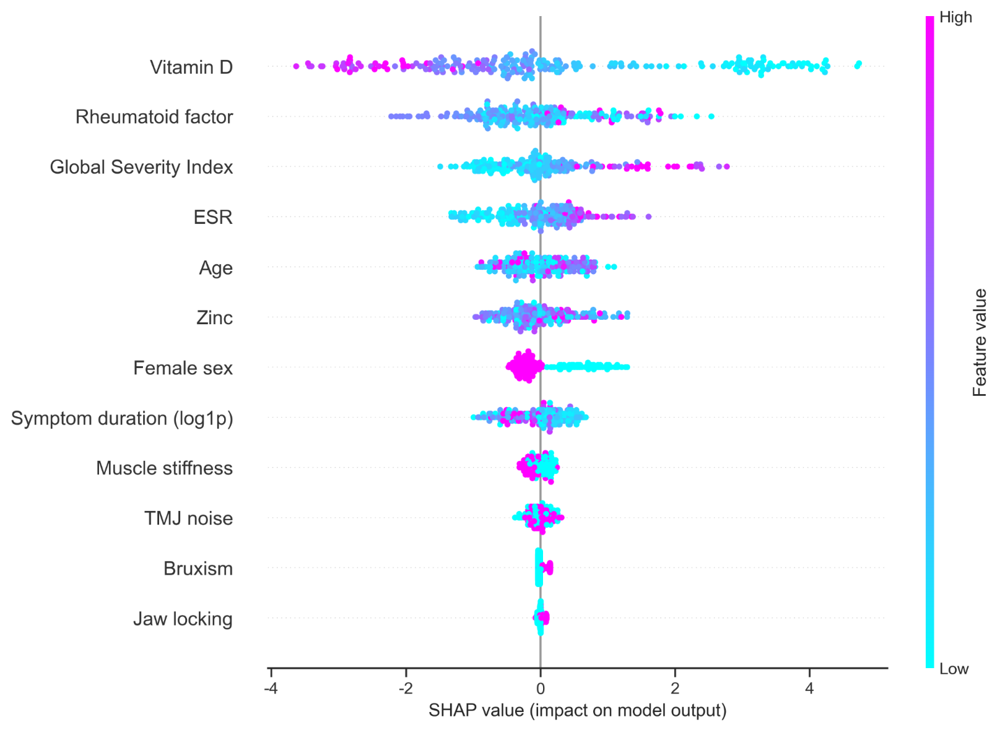 High
Vitamin D
Rheumatoid factor
Global Severity Index
ESR
Age
Zinc
Female sex
Symptom duration (log1p)
Muscle stiffness
TMJ noise
Bruxism
Jaw locking
Feature value
Low
-4 -2 0 2 4
SHAP value (impact on model output)